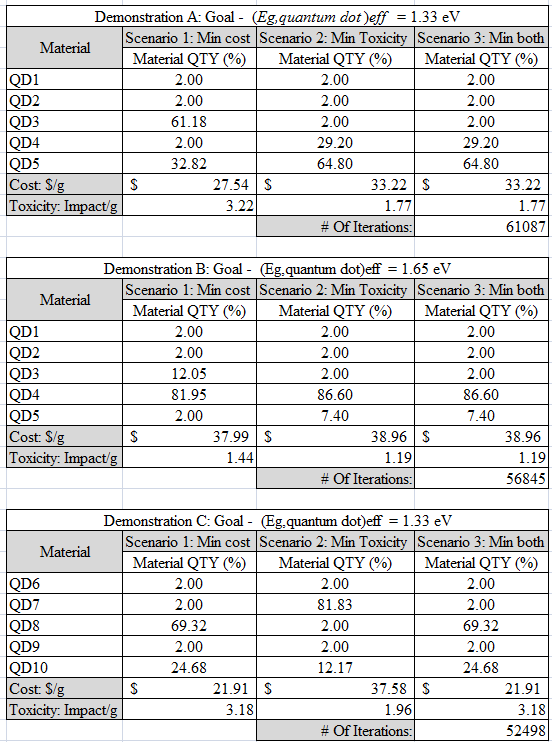 Demonstration A: Goal - (Eg,quantum dot)eff = 1.33 eV
Material Scenario 1: Min cost Scenario 2: Min Toxicity Scenario 3: Min both
Material QTY (%) Material QTY (%) Material QTY (%)
QD1 2.00 2.00 2.00
QD2 2.00 2.00 2.00
QD3 61.18 2.00 2.00
QD4 2.00 29.20 29.20
QD5 32.82 64.80 64.80
Cost: $/g $ 27.54 $ 33.22 $ 33.22
Toxicity: Impact/g 3.22 1.77 1.77
# Of Iterations: 61087
Demonstration B: Goal - (Eg,quantum dot)eff = 1.65 eV
Material Scenario 1: Min cost Scenario 2: Min Toxicity Scenario 3: Min both
Material QTY (%) Material QTY (%) Material QTY (%)
QD1 2.00 2.00 2.00
QD2 2.00 2.00 2.00
QD3 12.05 2.00 2.00
QD4 81.95 86.60 86.60
QD5 2.00 7.40 7.40
Cost: $/g $ 37.99 $ 38.96 $ 38.96
Toxicity: Impact/g 1.44 1.19 1.19
# Of Iterations: 56845
Demonstration C: Goal - (Eg,quantum dot)eff = 1.33 eV
Material Scenario 1: Min cost Scenario 2: Min Toxicity Scenario 3: Min both
Material QTY (%) Material QTY (%) Material QTY (%)
QD6 2.00 2.00 2.00
QD7 2.00 81.83 2.00
QD8 69.32 2.00 69.32
QD9 2.00 2.00 2.00
QD10 24.68 12.17 24.68
Cost: $/g $ 21.91 $ 37.58 $ 21.91
Toxicity: Impact/g 3.18 1.96 3.18
# Of Iterations: 52498